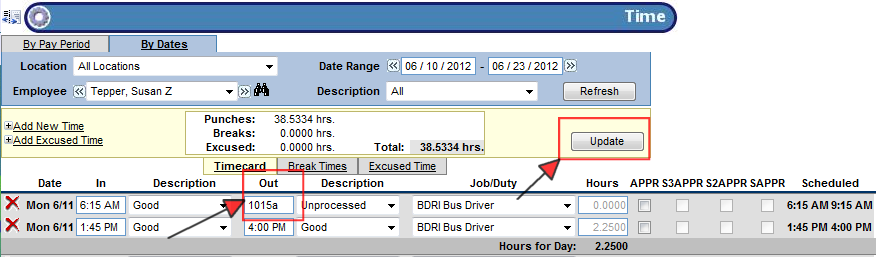 Time
By Pay Period By Dates
Location All Locations Date Range 06 / 10 / 2012 - 06 / 23 / 2012
Employee Tepper, Susan Z Description All Refresh
Punches: 38.5334 hrs.
Add New Time Breaks: 0.0000 hrs.
Add Excused Time Excused: 0.0000 hrs. Total: 38.5334 hrs. Update
Timecard Break Times Excused Time
Date In Description Out Description Job/Duty Hours APPR S3APPR S2APPR SAPPR Scheduled
Mon 6/11 6:15 AM Good 1015a Unprocessed BDRI Bus Driver 0.0000 6:15 AM 9:15 AM
Mon 6/11 1:45 PM Good 4:00 PM Good BDRI Bus Driver 2.2500 1:45 PM 4:00 PM
Hours for Day: 2.2500